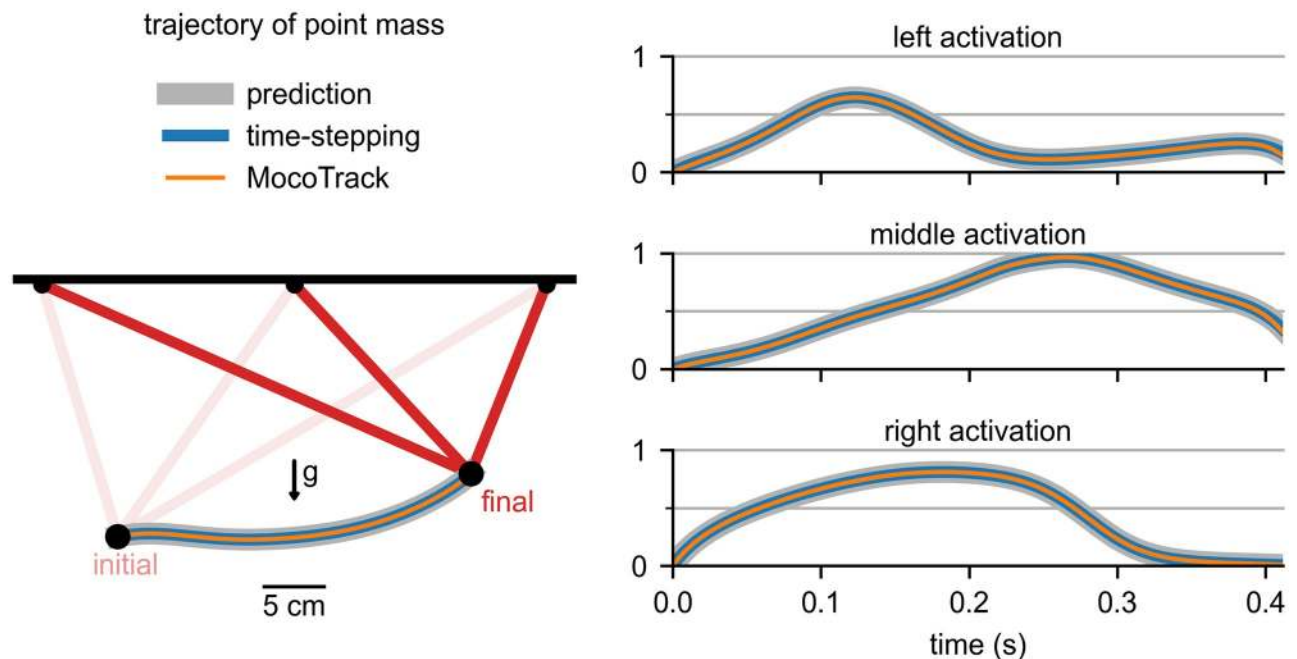 trajectory of point mass
prediction
time-stepping
MocoTrack
g
initial
final
5 cm
left activation
1
0
middle activation
1
0
right activation
1
0
0.0 0.1 0.2 0.3 0.4
time (s)